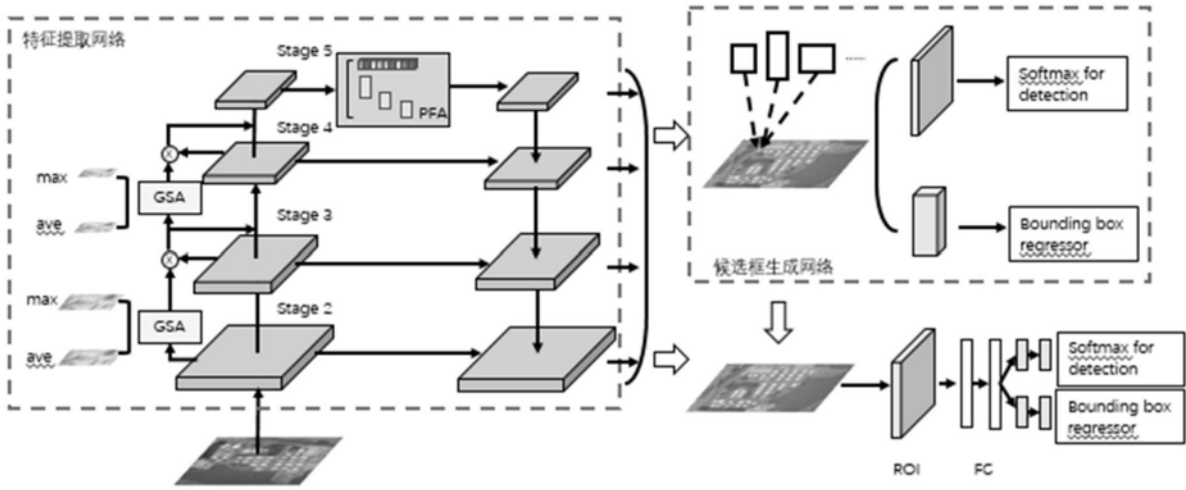 特征提取网络
Stage 5
PFA
Stage 4
max
GSA
ave
Stage 3
x
x
max
GSA
ave
Stage 2
......
Softmax for
detection
Bounding box
regressor
候选框生成网络
Softmax for
detection
Bounding box
regressor
ROI
FC